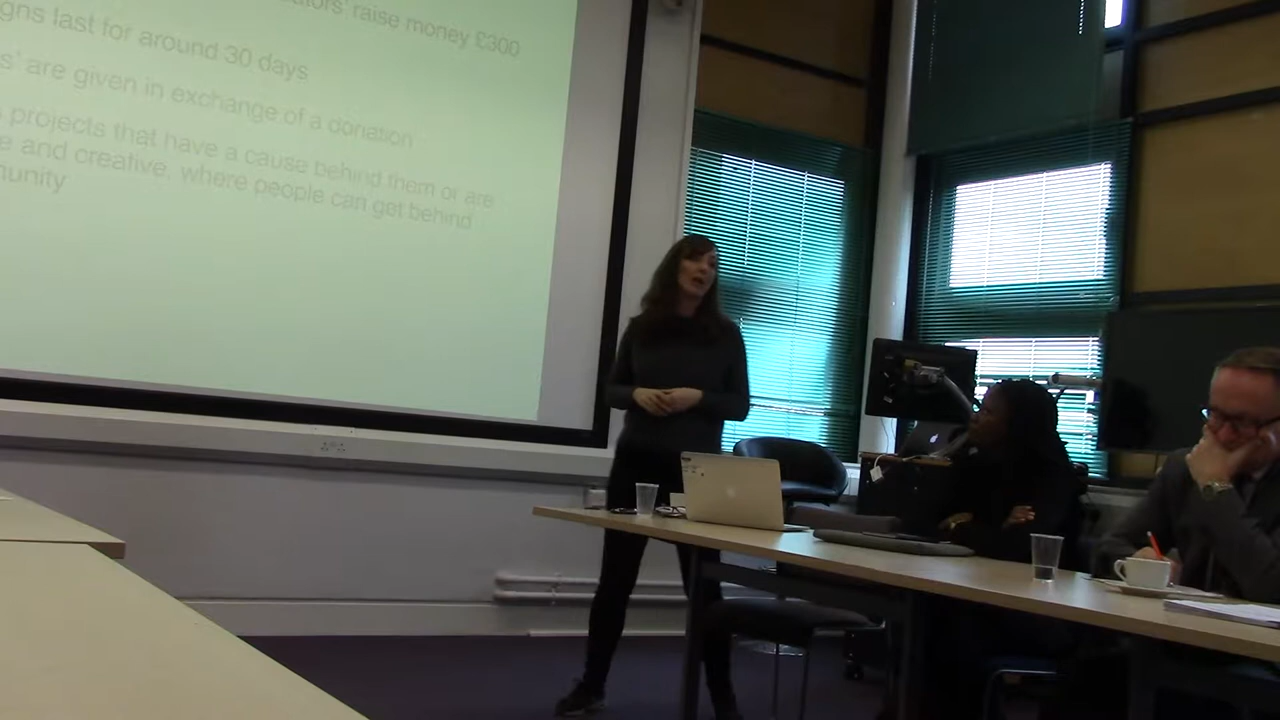 raise money £300
gns last for around 30 days
s' are given in exchange of a donation
projects that have a cause behind them or are
e and creative, where people can get behind
unity